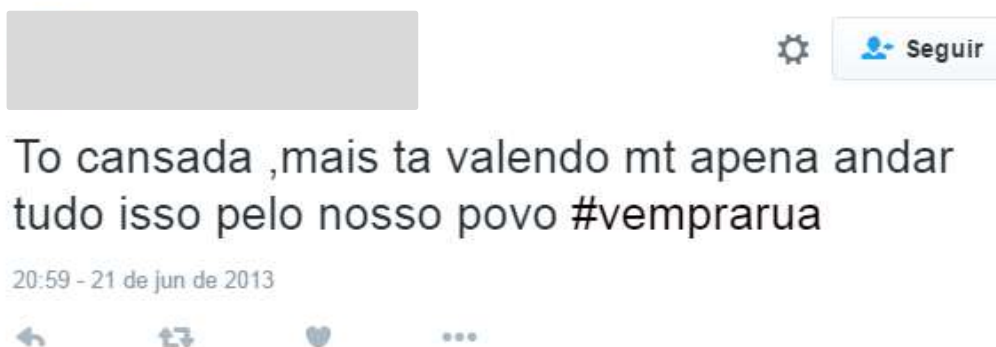 Seguir
To cansada ,mais ta valendo mt apena andar
tudo isso pelo nosso povo #vemprarua
20:59 - 21 de jun de 2013